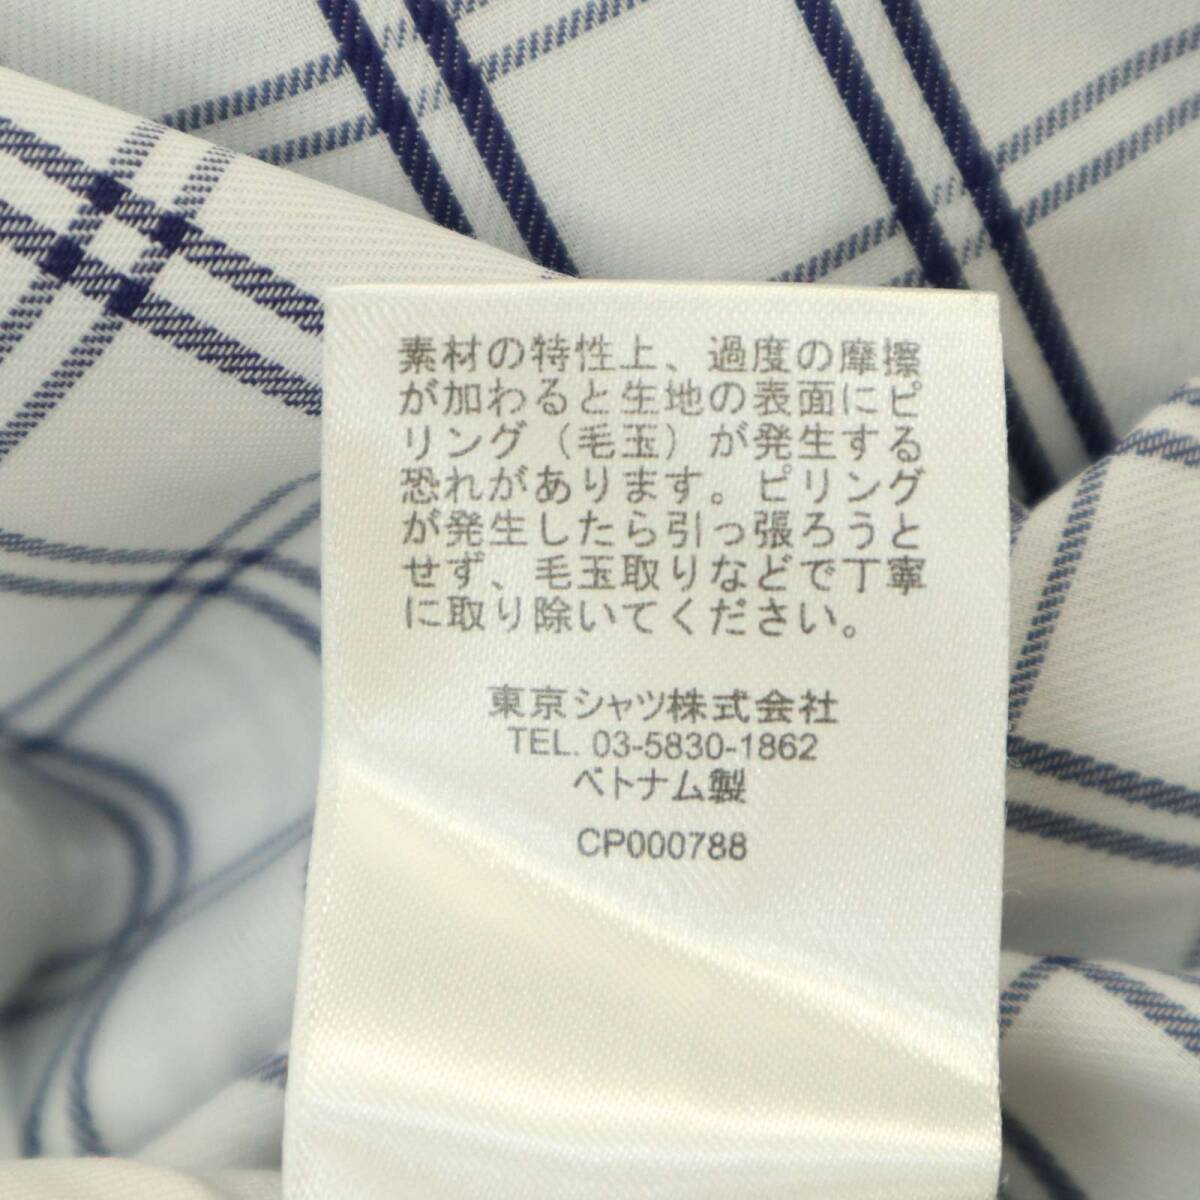 素材の特性上、過度の摩擦
が加わると生地の表面にピ
リング（毛玉）が発生する
恐れがあります。ピリング
が発生したら引っ張ろうと
せず、毛玉取りなどで丁寧
に取り除いてください。
東京シャツ株式会社
TEL. 03-5830-1862
ベトナム製
CP000788